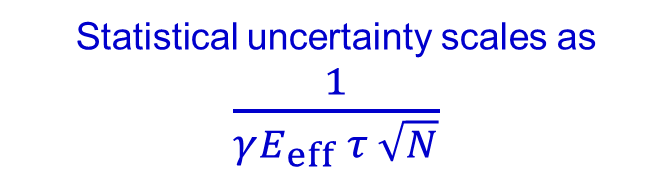 Statistical uncertainty scales as
1
γE_eff τ √N